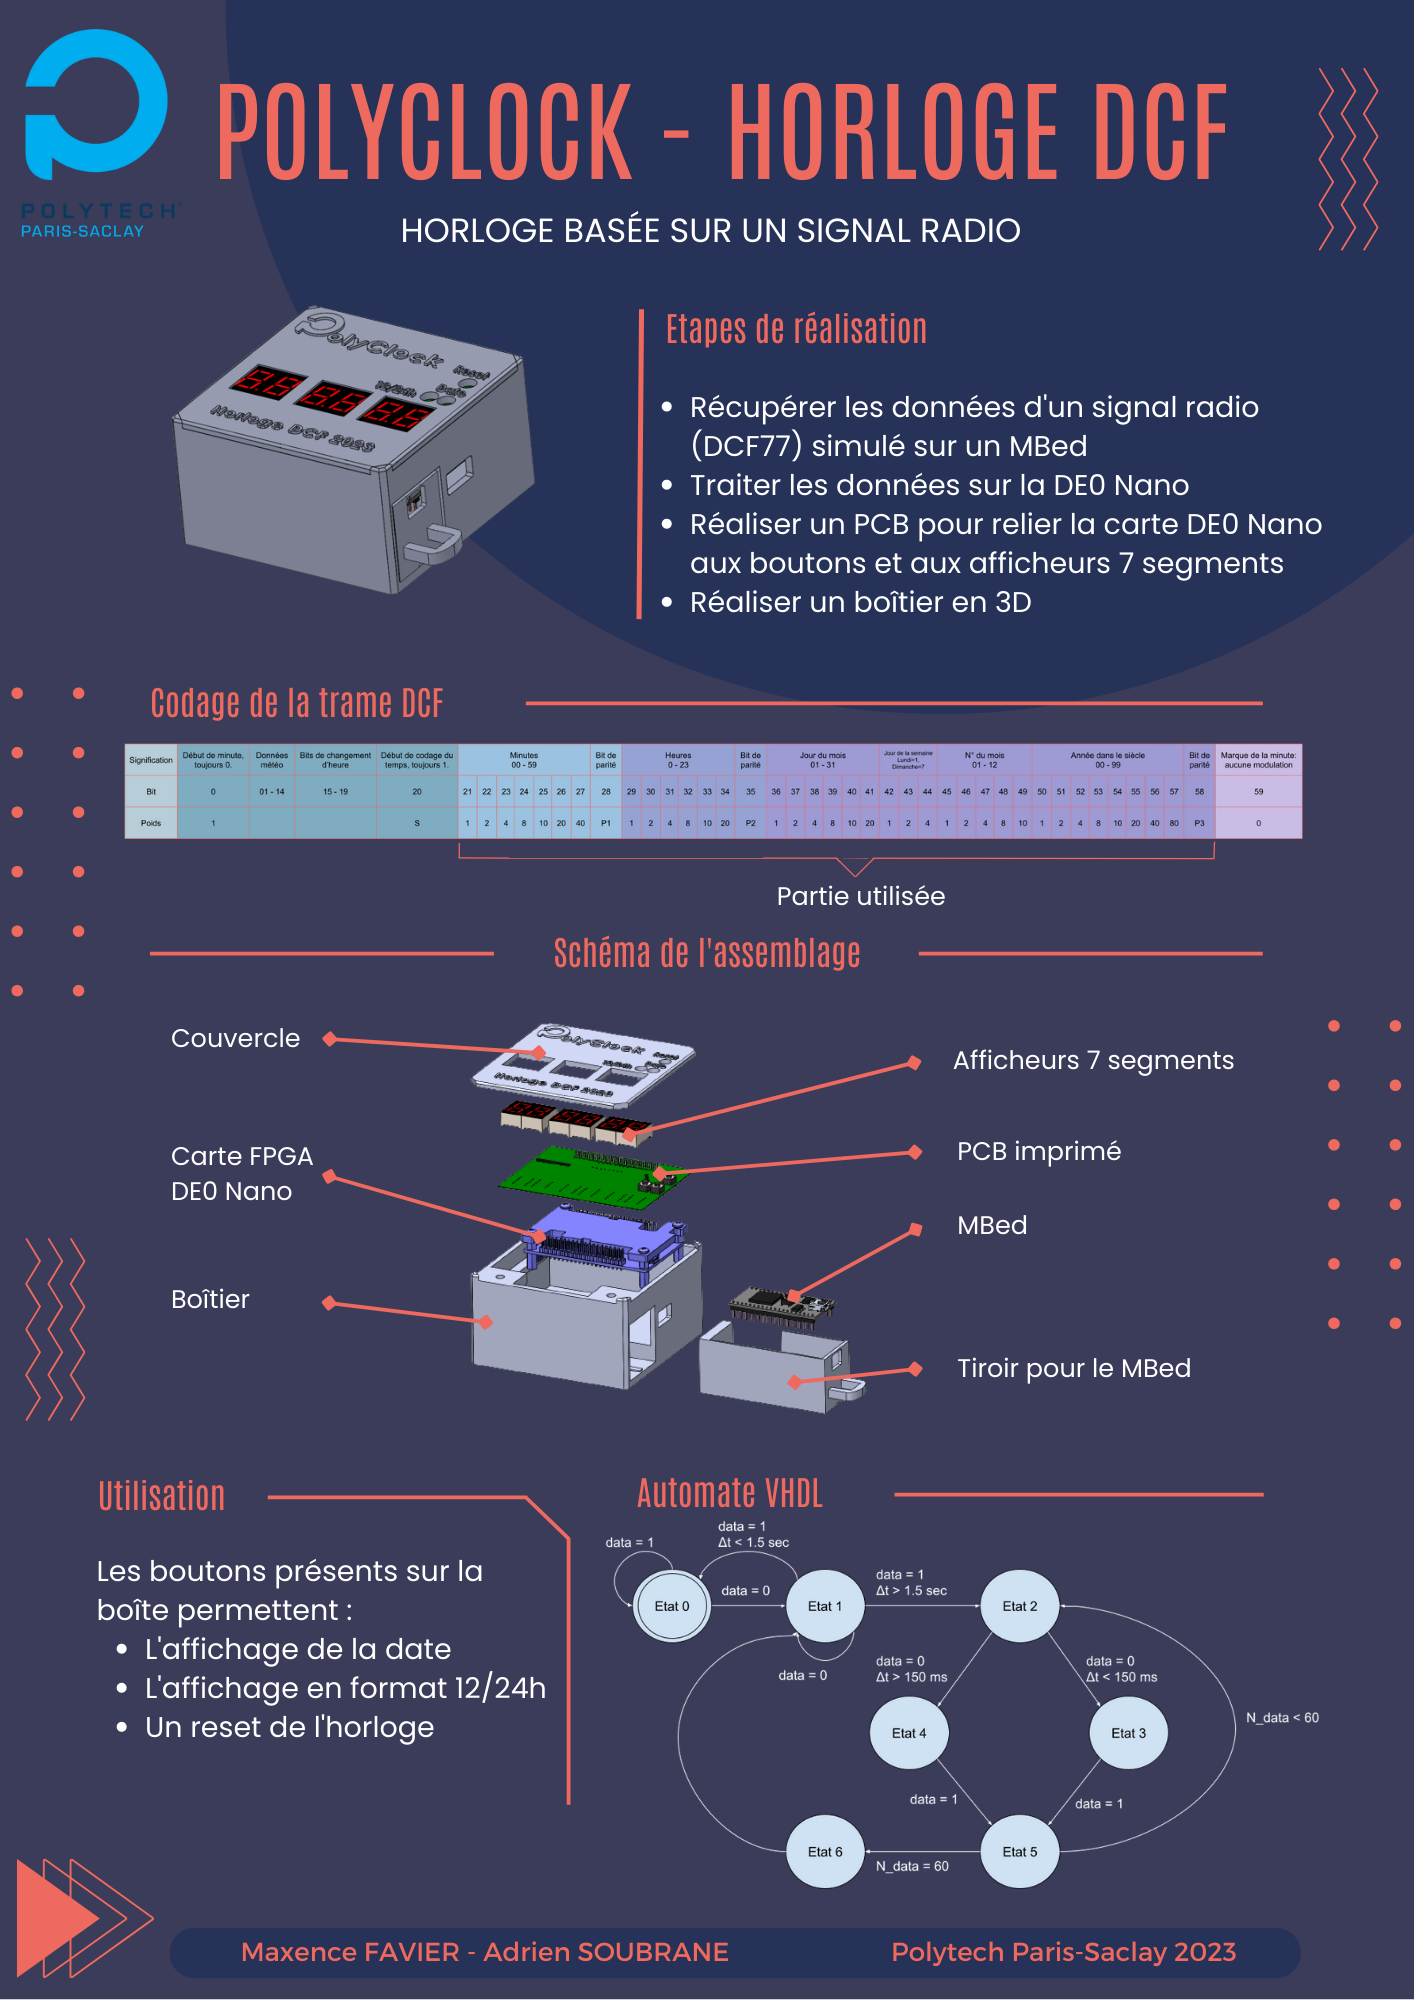 POLYTECH
PARIS-SACLAY
POLYCLOCK - HORLOGE DCF
HORLOGE BASÉE SUR UN SIGNAL RADIO
PolyClock
Reset
12/24h
Date
Horloge DCF 2023
Etapes de réalisation
• Récupérer les données d'un signal radio
(DCF77) simulé sur un MBed
• Traiter les données sur la DE0 Nano
• Réaliser un PCB pour relier la carte DE0 Nano
aux boutons et aux afficheurs 7 segments
• Réaliser un boîtier en 3D
Codage de la trame DCF
Signification
Début de minute, toujours 0.
Données météo
Bits de changement d'heure
Début de codage du temps, toujours 1.
Minutes 00 - 59
Bit de parité
Heures 0 - 23
Bit de parité
Jour du mois 01 - 31
Jour de la semaine Lundi=1, Dimanche=7
N° du mois 01 - 12
Année dans le siècle 00 - 99
Bit de parité
Marque de la minute: aucune modulation
Bit 0 01 - 14 15 - 19 20 21 22 23 24 25 26 27 28 29 30 31 32 33 34 35 36 37 38 39 40 41 42 43 44 45 46 47 48 49 50 51 52 53 54 55 56 57 58 59
Poids 1 S 1 2 4 8 10 20 40 P1 1 2 4 8 10 20 P2 1 2 4 8 10 20 1 2 4 1 2 4 8 10 1 2 4 8 10 20 40 80 P3 0
Partie utilisée
Schéma de l'assemblage
Couvercle
PolyClock
Reset
12/24h
Date
Horloge DCF 2023
Afficheurs 7 segments
Carte FPGA
DE0 Nano
PCB imprimé
MBed
Boîtier
Tiroir pour le MBed
Utilisation
Les boutons présents sur la
boîte permettent :
• L'affichage de la date
• L'affichage en format 12/24h
• Un reset de l'horloge
Automate VHDL
data = 1
data = 1
Δt < 1.5 sec
data = 0
data = 1
Δt > 1.5 sec
Etat 0
Etat 1
Etat 2
data = 0
data = 0
Δt > 150 ms
data = 0
Δt < 150 ms
Etat 4
Etat 3
N_data < 60
data = 1
data = 1
Etat 6
Etat 5
N_data = 60
Maxence FAVIER - Adrien SOUBRANE
Polytech Paris-Saclay 2023